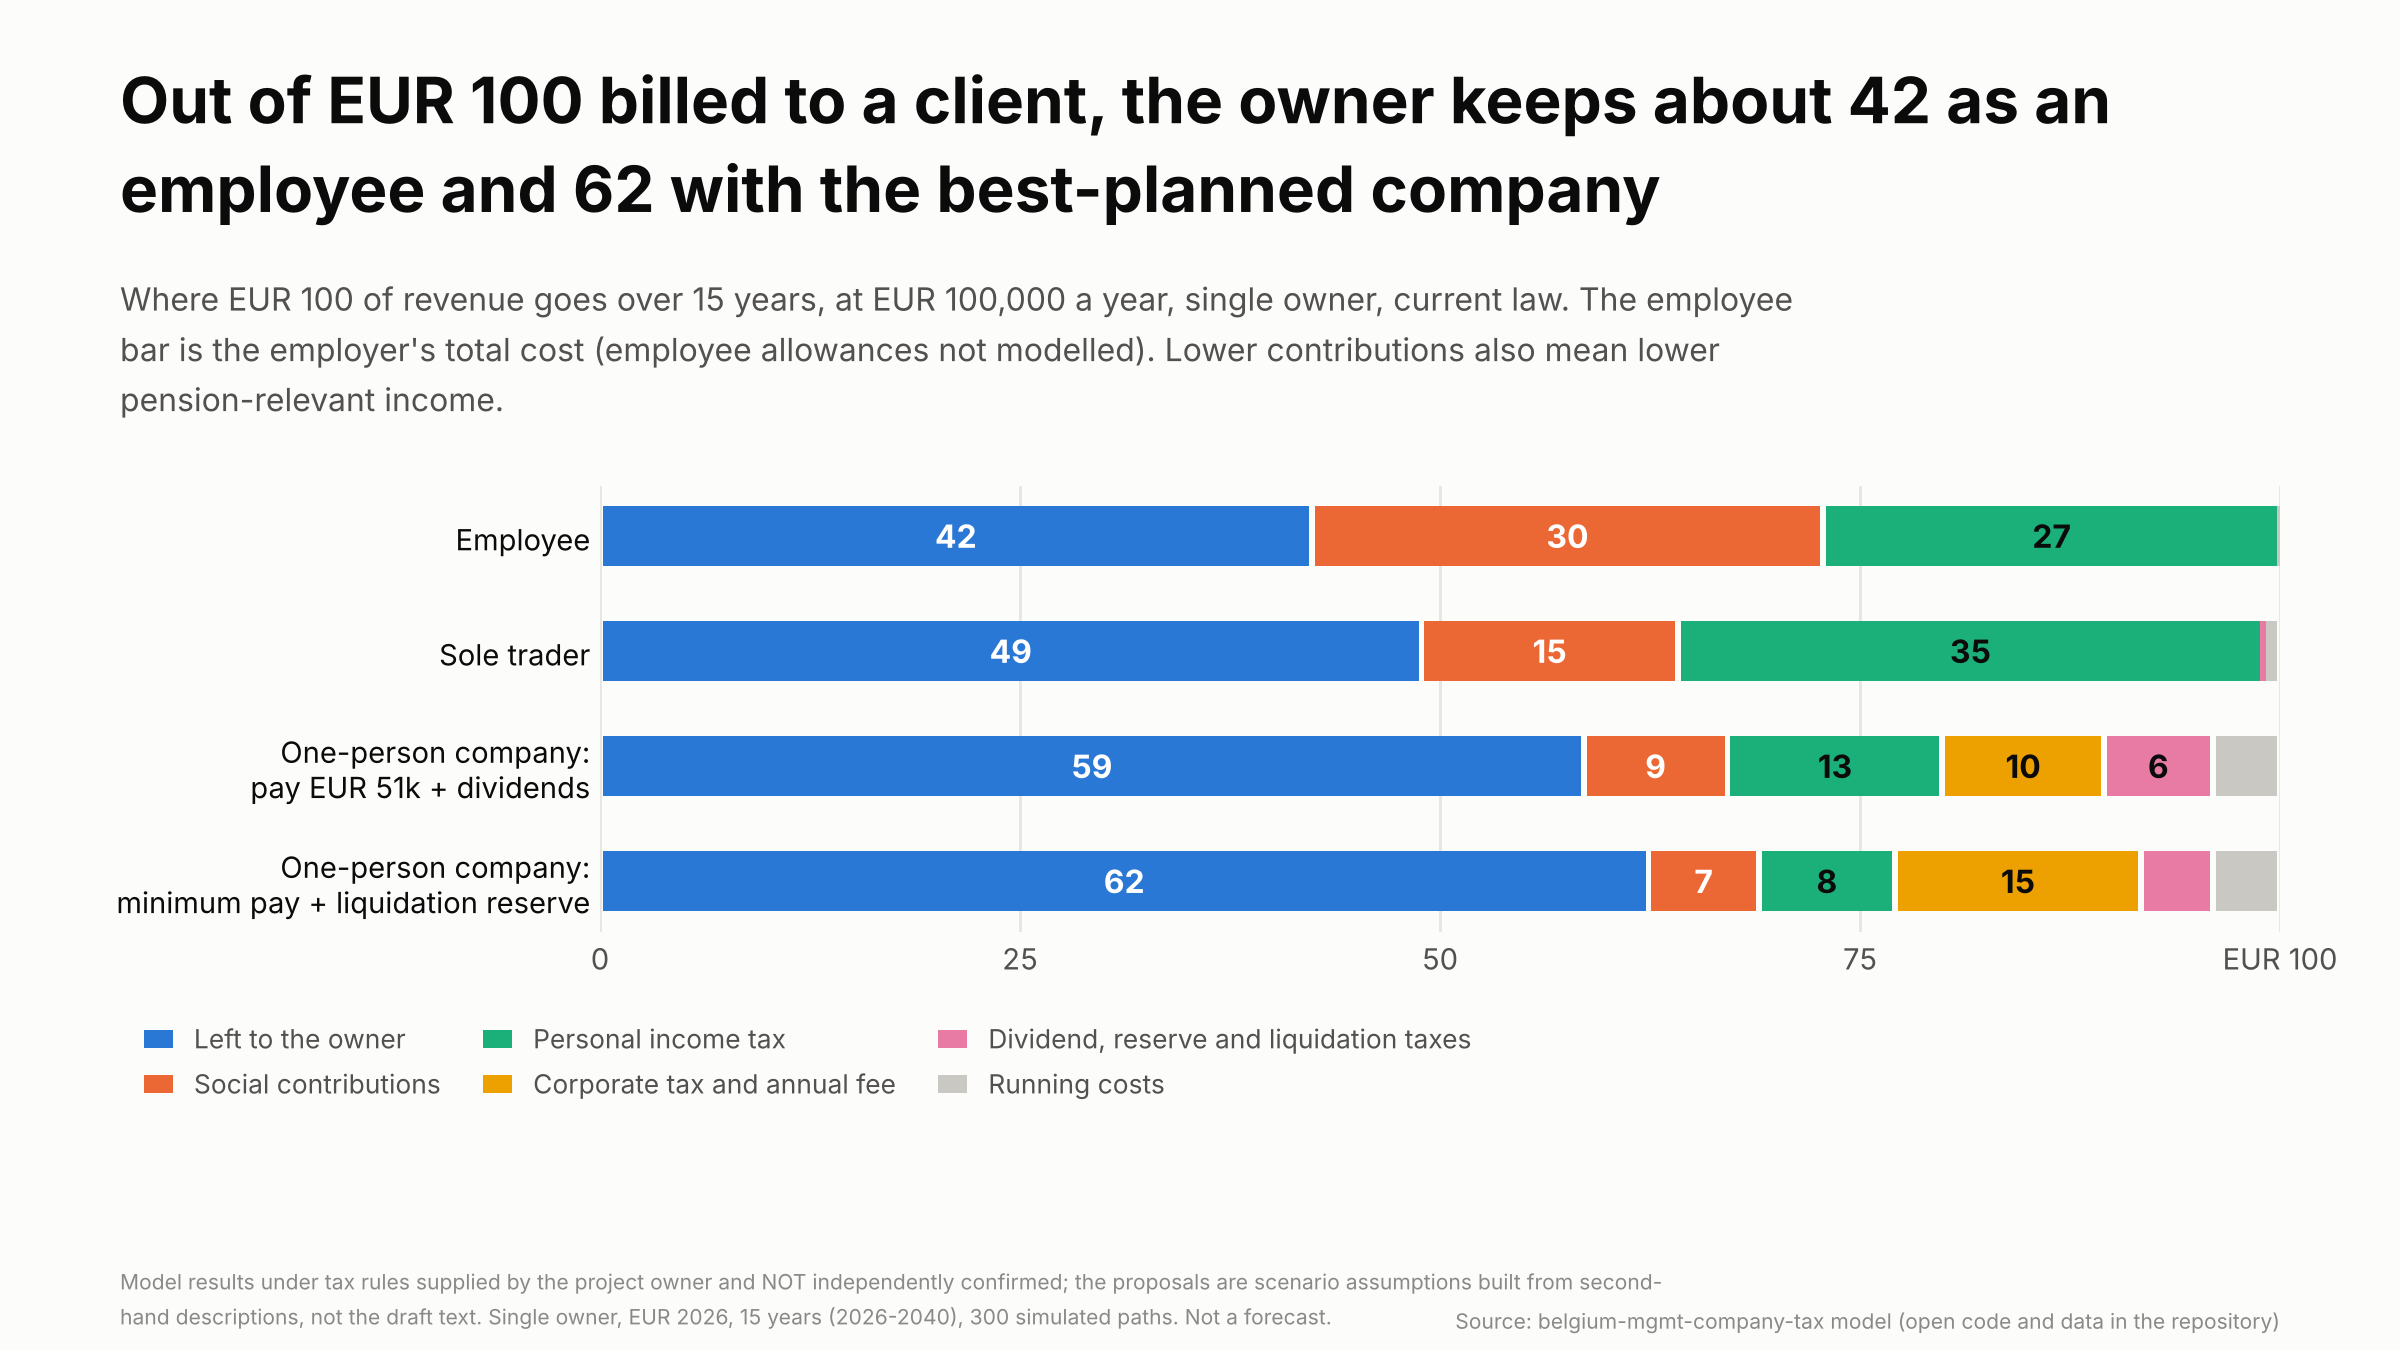 Out of EUR 100 billed to a client, the owner keeps about 42 as an
employee and 62 with the best-planned company
Where EUR 100 of revenue goes over 15 years, at EUR 100,000 a year, single owner, current law. The employee
bar is the employer's total cost (employee allowances not modelled). Lower contributions also mean lower
pension-relevant income.
Employee 42 30 27
Sole trader 49 15 35
One-person company:
pay EUR 51k + dividends
59 9 13 10 6
One-person company:
minimum pay + liquidation reserve
62 7 8 15
0 25 50 75 EUR 100
Left to the owner Personal income tax Dividend, reserve and liquidation taxes
Social contributions Corporate tax and annual fee Running costs
Model results under tax rules supplied by the project owner and NOT independently confirmed; the proposals are scenario assumptions built from second-
hand descriptions, not the draft text. Single owner, EUR 2026, 15 years (2026-2040), 300 simulated paths. Not a forecast.
Source: belgium-mgmt-company-tax model (open code and data in the repository)